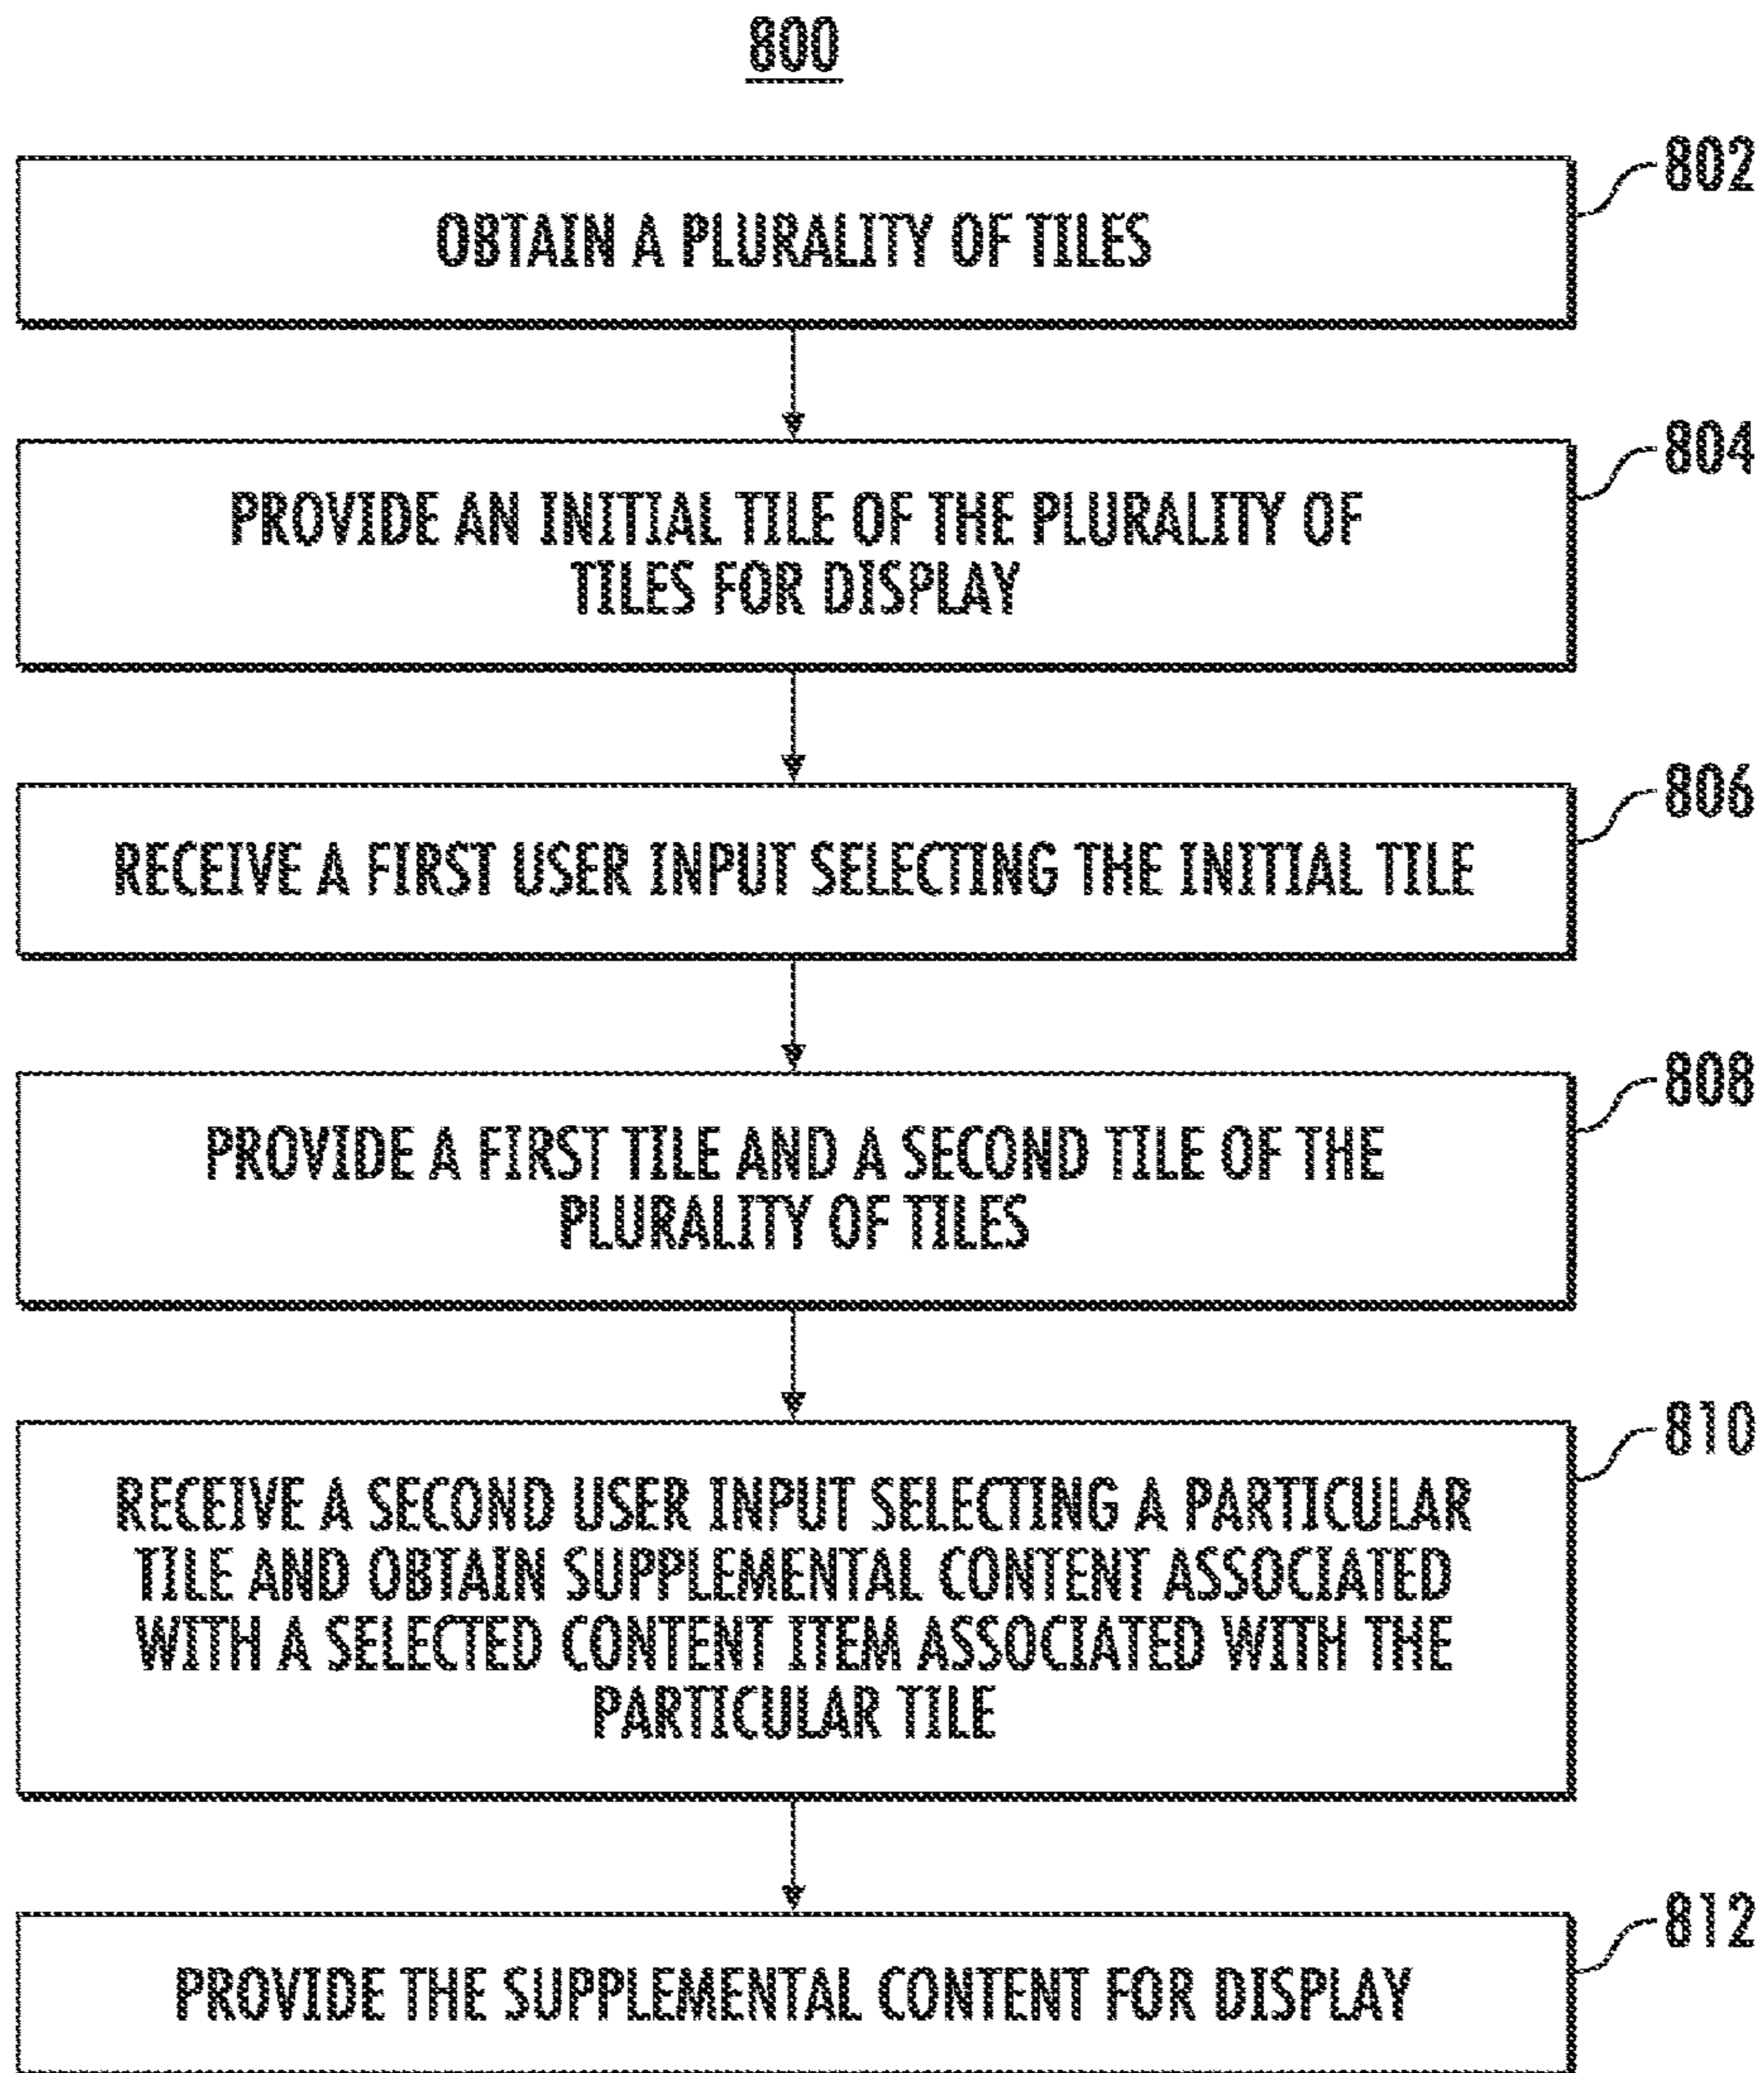 800
802
OBTAIN A PLURALITY OF TILES
804
PROVIDE AN INITIAL TILE OF THE PLURALITY OF
TILES FOR DISPLAY
806
RECEIVE A FIRST USER INPUT SELECTING THE INITIAL TILE
808
PROVIDE A FIRST TILE AND A SECOND TILE OF THE
PLURALITY OF TILES
810
RECEIVE A SECOND USER INPUT SELECTING A PARTICULAR
TILE AND OBTAIN SUPPLEMENTAL CONTENT ASSOCIATED
WITH A SELECTED CONTENT ITEM ASSOCIATED WITH THE
PARTICULAR TILE
812
PROVIDE THE SUPPLEMENTAL CONTENT FOR DISPLAY